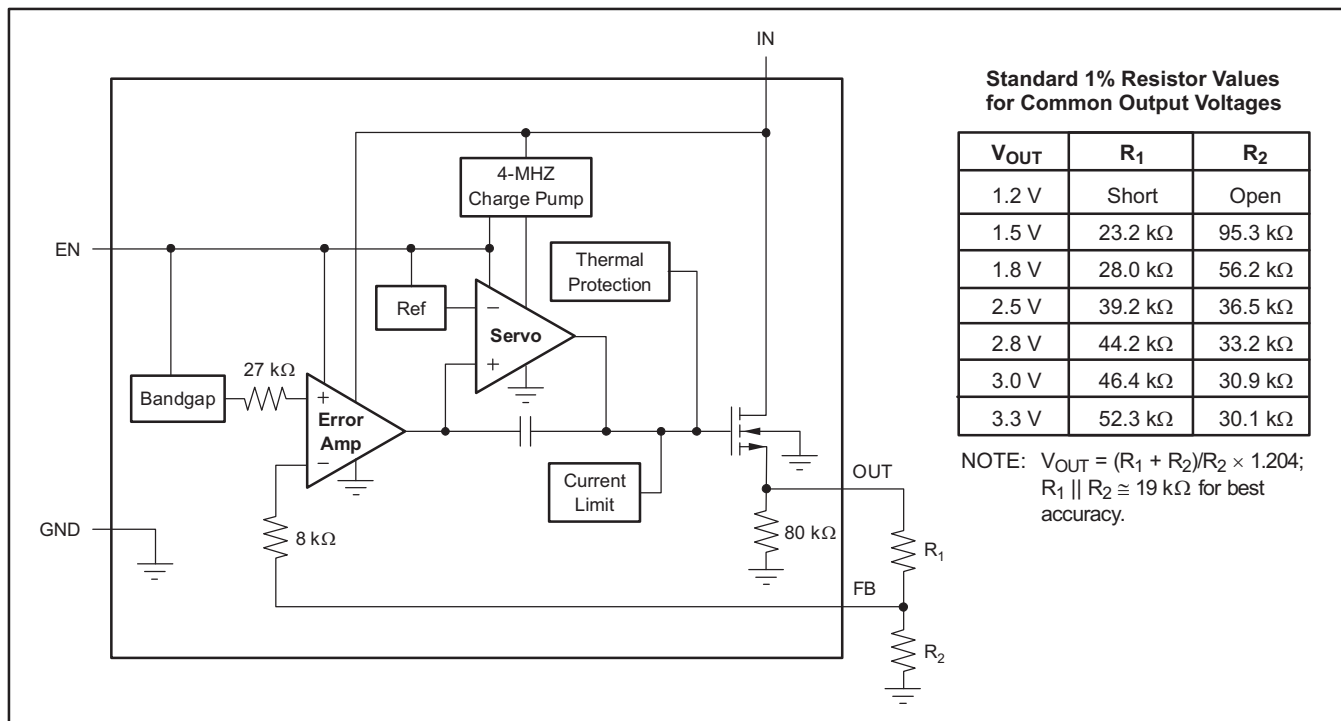 IN
4-MHZ
Charge Pump
EN
Thermal
Protection
Ref
−
Servo
+
27 kΩ
Bandgap
+
Error
Amp
−
Current
Limit
OUT
GND
8 kΩ
80 kΩ
R1
FB
R2
Standard 1% Resistor Values
for Common Output Voltages
VOUT R1 R2
1.2 V Short Open
1.5 V 23.2 kΩ 95.3 kΩ
1.8 V 28.0 kΩ 56.2 kΩ
2.5 V 39.2 kΩ 36.5 kΩ
2.8 V 44.2 kΩ 33.2 kΩ
3.0 V 46.4 kΩ 30.9 kΩ
3.3 V 52.3 kΩ 30.1 kΩ
NOTE: VOUT = (R1 + R2)/R2 × 1.204;
R1 || R2 ≅ 19 kΩ for best
accuracy.